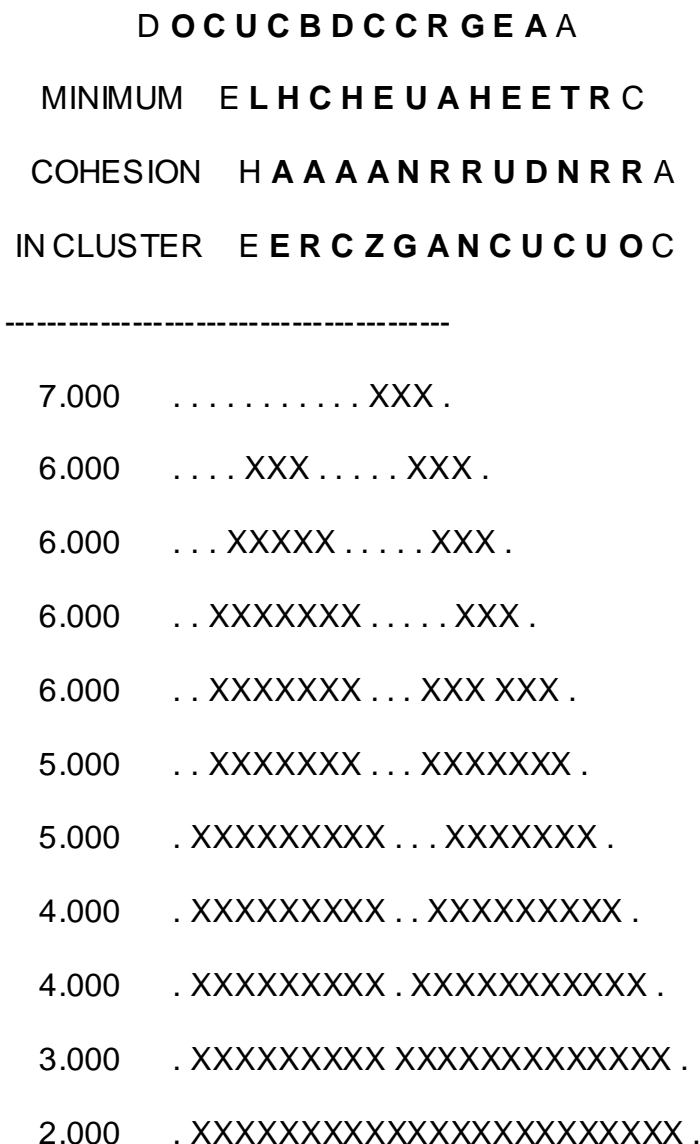 D O C U C B D C C R G E A A
MINIMUM E L H C H E U A H E E T R C
COHESION H A A A A N R R U D N R R A
IN CLUSTER E E R C Z G A N C U C U O C
------------------------------------------
7.000 . . . . . . . . . . . XXX .
6.000 . . . . XXX . . . . . XXX .
6.000 . . . XXXXX . . . . . XXX .
6.000 . . XXXXXXX . . . . . XXX .
6.000 . . XXXXXXX . . . XXX XXX .
5.000 . . XXXXXXX . . . XXXXXXX .
5.000 . XXXXXXXXX . . . XXXXXXX .
4.000 . XXXXXXXXX . . XXXXXXXXX .
4.000 . XXXXXXXXX . XXXXXXXXXXX .
3.000 . XXXXXXXXX XXXXXXXXXXXXX .
2.000 . XXXXXXXXXXXXXXXXXXXXXXX .